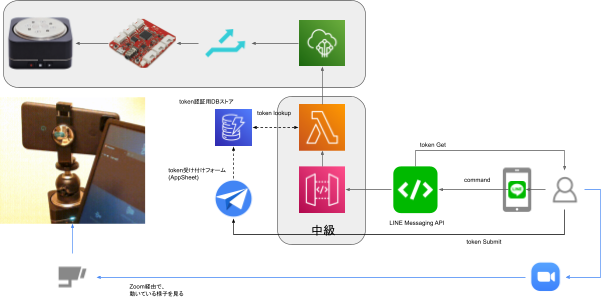 token認証用DBストア
token lookup
token Get
token受け付けフォーム
(AppSheet)
command
LINE
LINE Messaging API
中級
token Submit
Zoom経由で、
動いている様子を見る